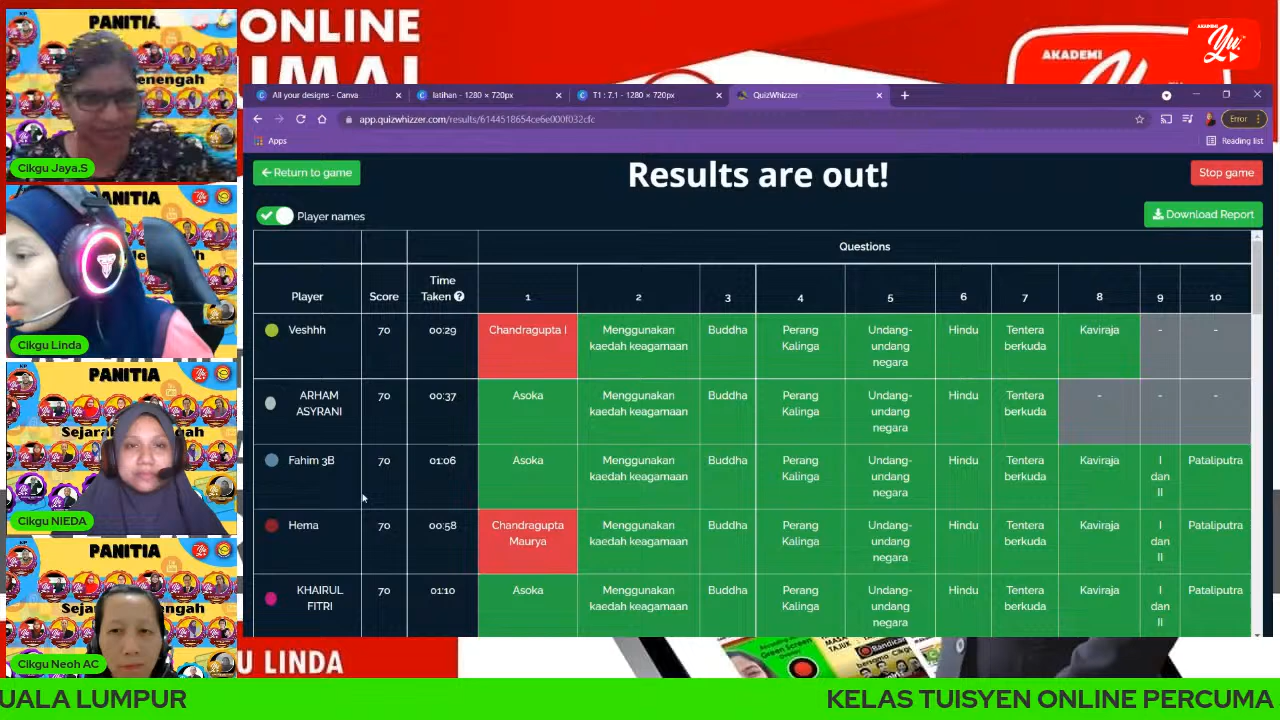 ONLINE
AKADEMI
AKADEMI
Yu
PANITIA
Cikgu Jaya.S
Cikgu Linda
PANITIA
Cikgu NIEDA
PANITIA
Cikgu Neoh AC
All your designs - Canva
latihan - 1280 × 720px
T1 : 7.1 - 1280 × 720px
QuizWhizzer
app.quizwhizzer.com/results/6144518654ce6e000f032cfc
Error
Apps
Reading list
Return to game
Results are out!
Stop game
Player names
Download Report
Questions
Player Score Time Taken 1 2 3 4 5 6 7 8 9 10
Veshhh 70 00:29 Chandragupta I Menggunakan kaedah keagamaan Buddha Perang Kalinga Undang-undang negara Hindu Tentera berkuda Kaviraja - -
ARHAM ASYRANI 70 00:37 Asoka Menggunakan kaedah keagamaan Buddha Perang Kalinga Undang-undang negara Hindu Tentera berkuda - - -
Fahim 3B 70 01:06 Asoka Menggunakan kaedah keagamaan Buddha Perang Kalinga Undang-undang negara Hindu Tentera berkuda Kaviraja I dan II Pataliputra
Hema 70 00:58 Chandragupta Maurya Menggunakan kaedah keagamaan Buddha Perang Kalinga Undang-undang negara Hindu Tentera berkuda Kaviraja I dan II Pataliputra
KHAIRUL FITRI 70 01:10 Asoka Menggunakan kaedah keagamaan Buddha Perang Kalinga Undang-undang negara Hindu Tentera berkuda Kaviraja I dan II Pataliputra
U LINDA
UALA LUMPUR
KELAS TUISYEN ONLINE PERCUMA